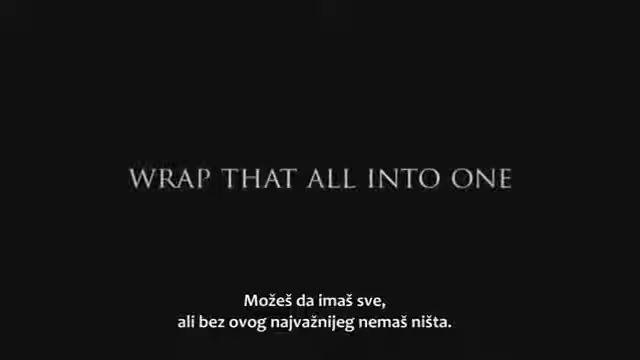 WRAP THAT ALL INTO ONE
Možeš da imaš sve,
ali bez ovog najvažnijeg nemaš ništa.